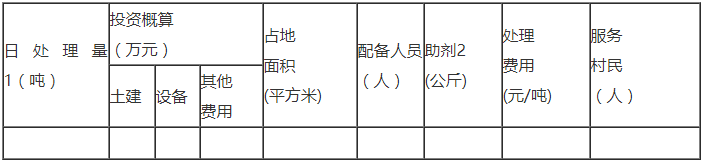 日处理量
1（吨）
投资概算
（万元）
土建
设备
其他
费用
占地
面积
(平方米)
配备人员
（人）
助剂2
(公斤)
处理
费用
(元/吨)
服务
村民
（人）